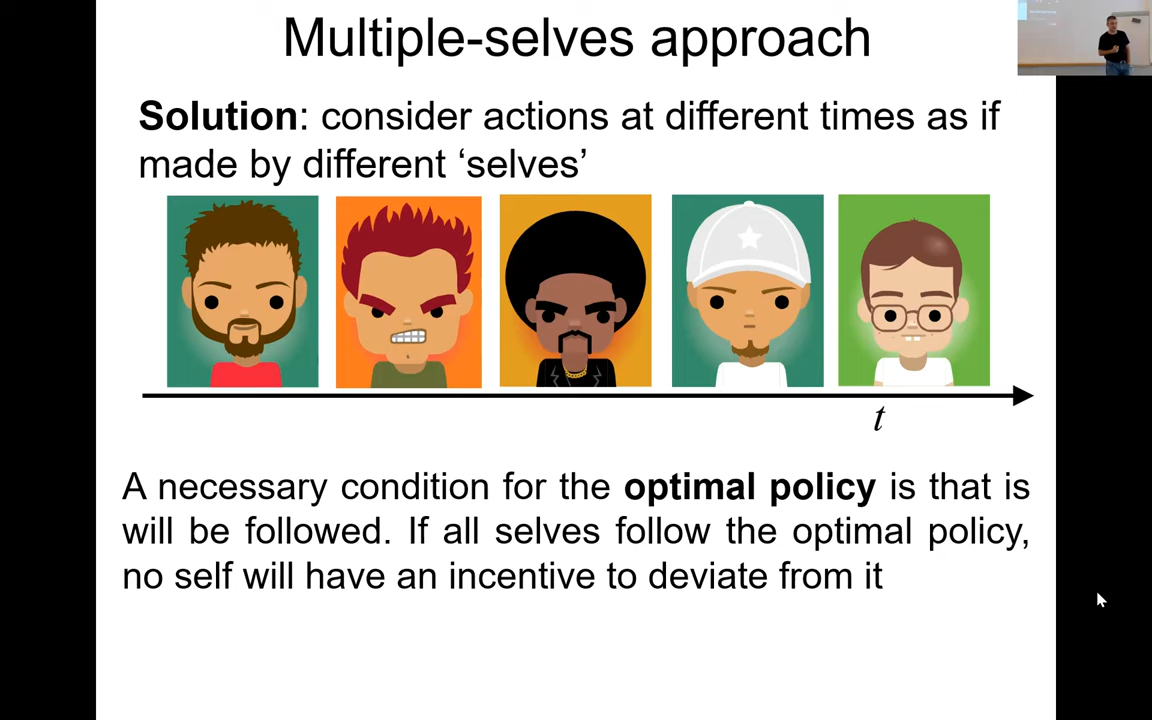 Multiple-selves approach
Solution: consider actions at different times as if
made by different ‘selves’
t
A necessary condition for the optimal policy is that is
will be followed. If all selves follow the optimal policy,
no self will have an incentive to deviate from it